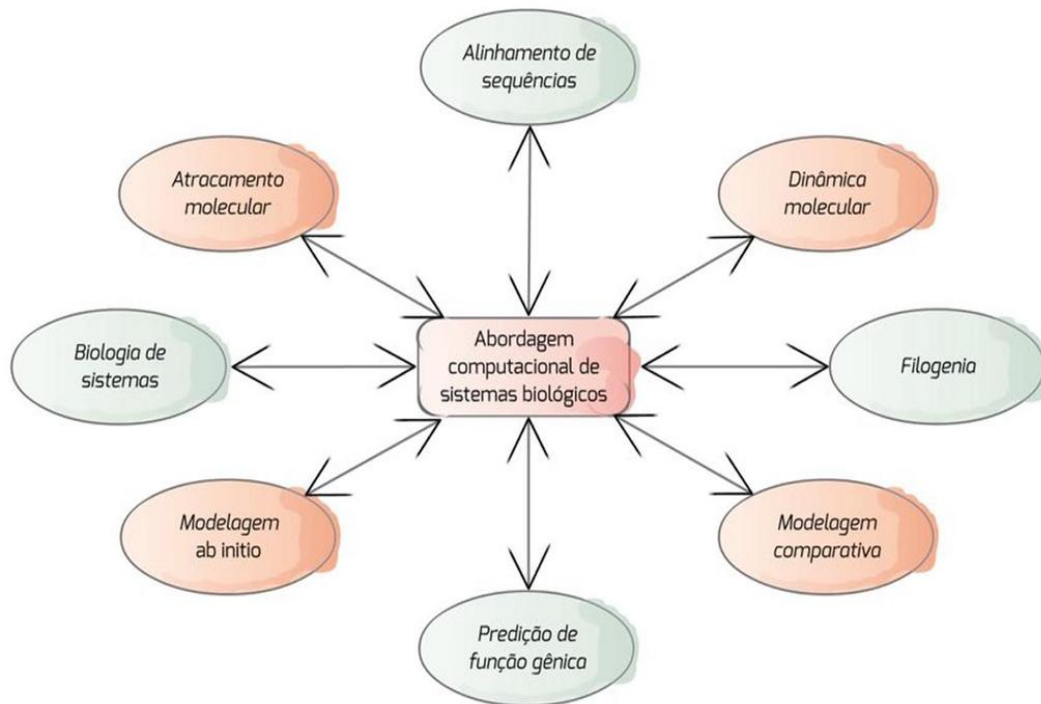 Alinhamento de
sequências
Atracamento
molecular
Dinâmica
molecular
Biologia de
sistemas
Abordagem
computacional de
sistemas biológicos
Filogenia
Modelagem
ab initio
Modelagem
comparativa
Predição de
função gênica